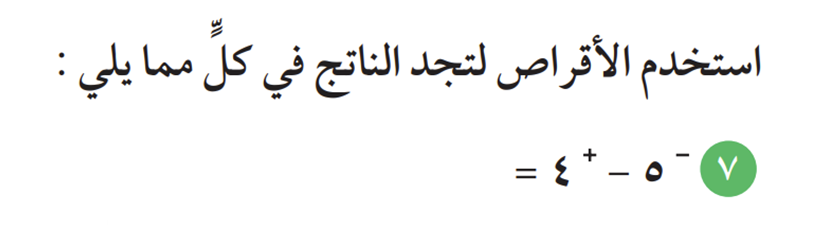 استخدم الأقراص لتجد الناتج في كلٍّ مما يلي :
٧ ⁻٥ – ⁺٤ =